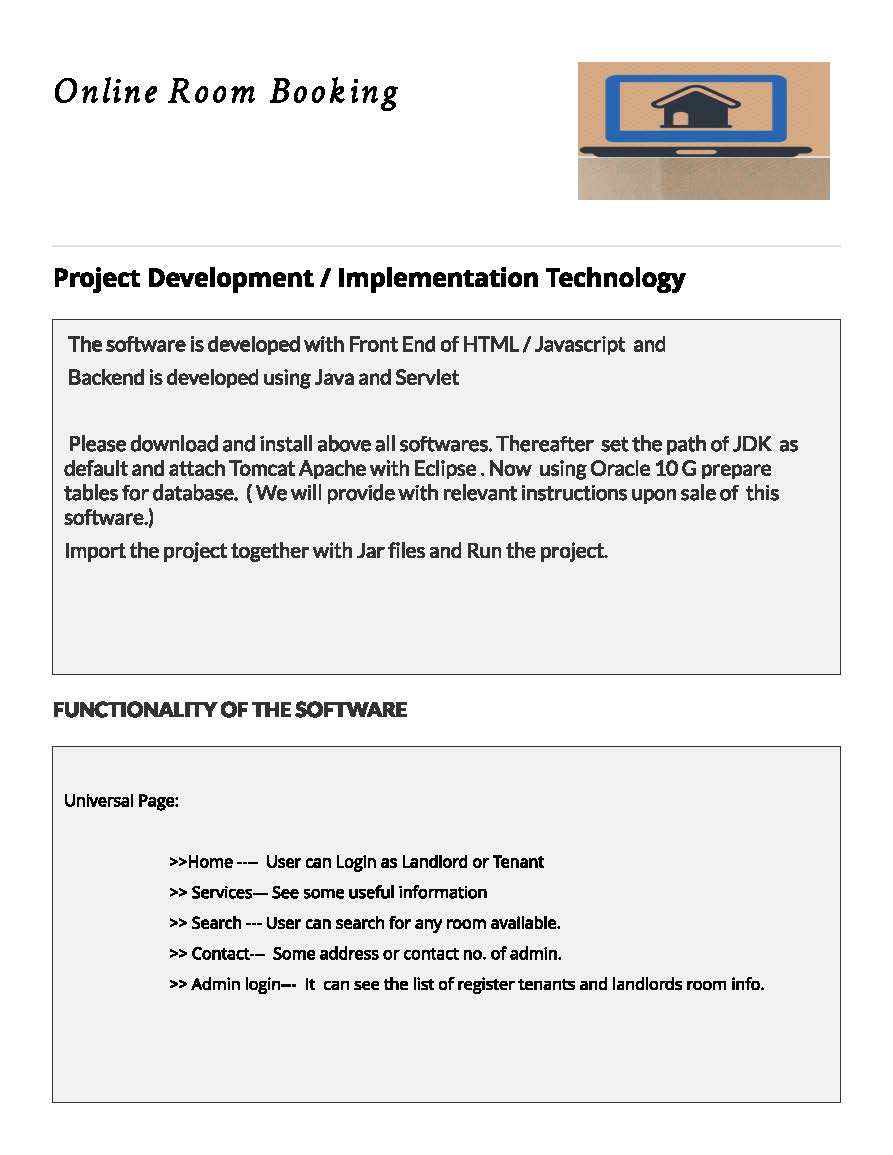 Online Room Booking
Project Development / Implementation Technology
The software is developed with Front End of HTML / Javascript and
Backend is developed using Java and Servlet
Please download and install above all softwares. Thereafter set the path of JDK as
default and attach Tomcat Apache with Eclipse . Now using Oracle 10 G prepare
tables for database. ( We will provide with relevant instructions upon sale of this
software.)
Import the project together with Jar files and Run the project.
FUNCTIONALITY OF THE SOFTWARE
Universal Page:
>>Home ---- User can Login as Landlord or Tenant
>> Services--- See some useful information
>> Search --- User can search for any room available.
>> Contact--- Some address or contact no. of admin.
>> Admin login---- It can see the list of register tenants and landlords room info.